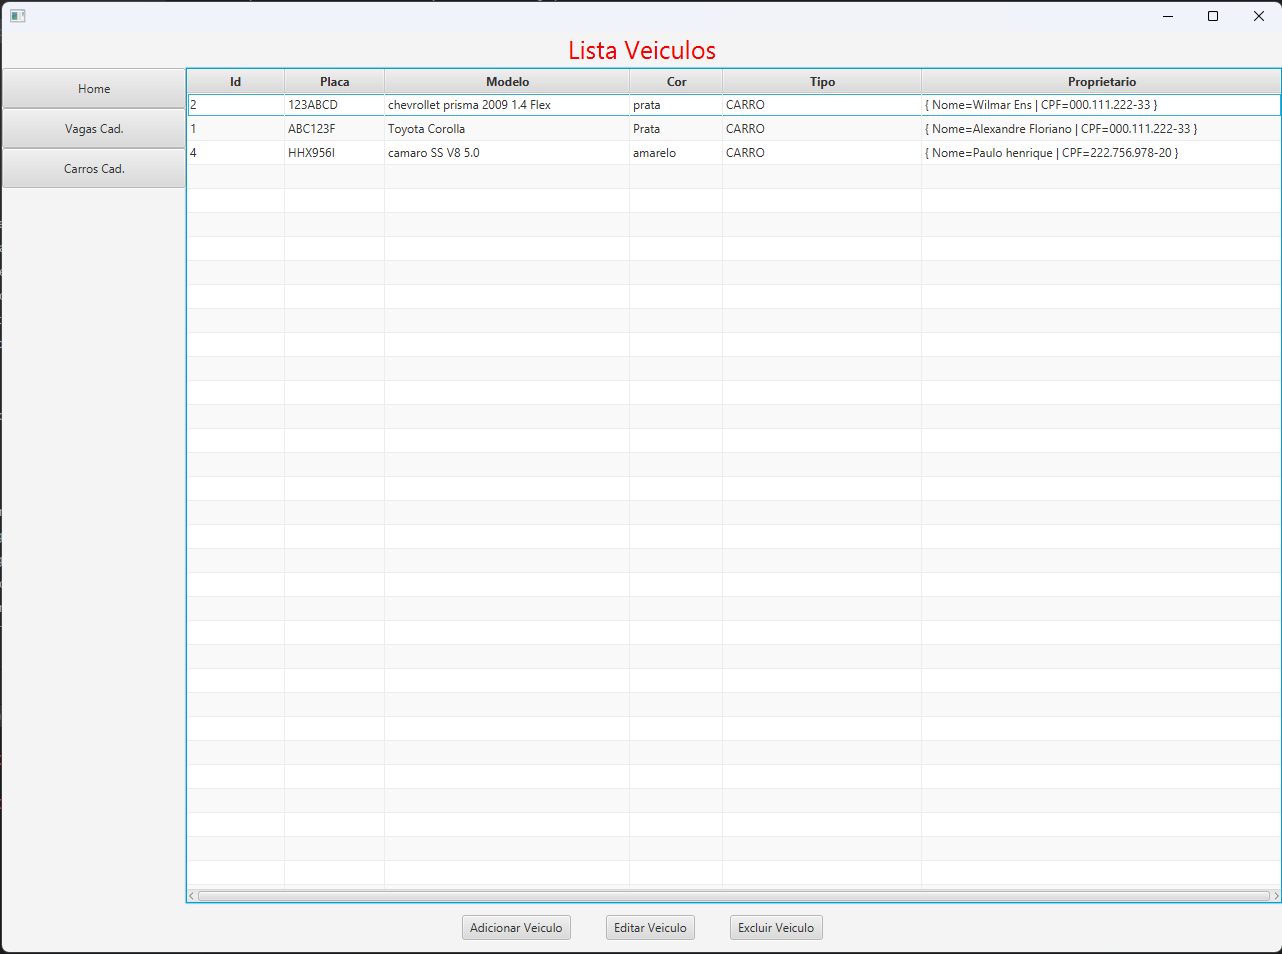 Lista Veiculos
Home
Vagas Cad.
Carros Cad.
Id Placa Modelo Cor Tipo Proprietario
2 123ABCD chevrollet prisma 2009 1.4 Flex prata CARRO { Nome=Wilmar Ens | CPF=000.111.222-33 }
1 ABC123F Toyota Corolla Prata CARRO { Nome=Alexandre Floriano | CPF=000.111.222-33 }
4 HHX956I camaro SS V8 5.0 amarelo CARRO { Nome=Paulo henrique | CPF=222.756.978-20 }
Adicionar Veiculo Editar Veiculo Excluir Veiculo